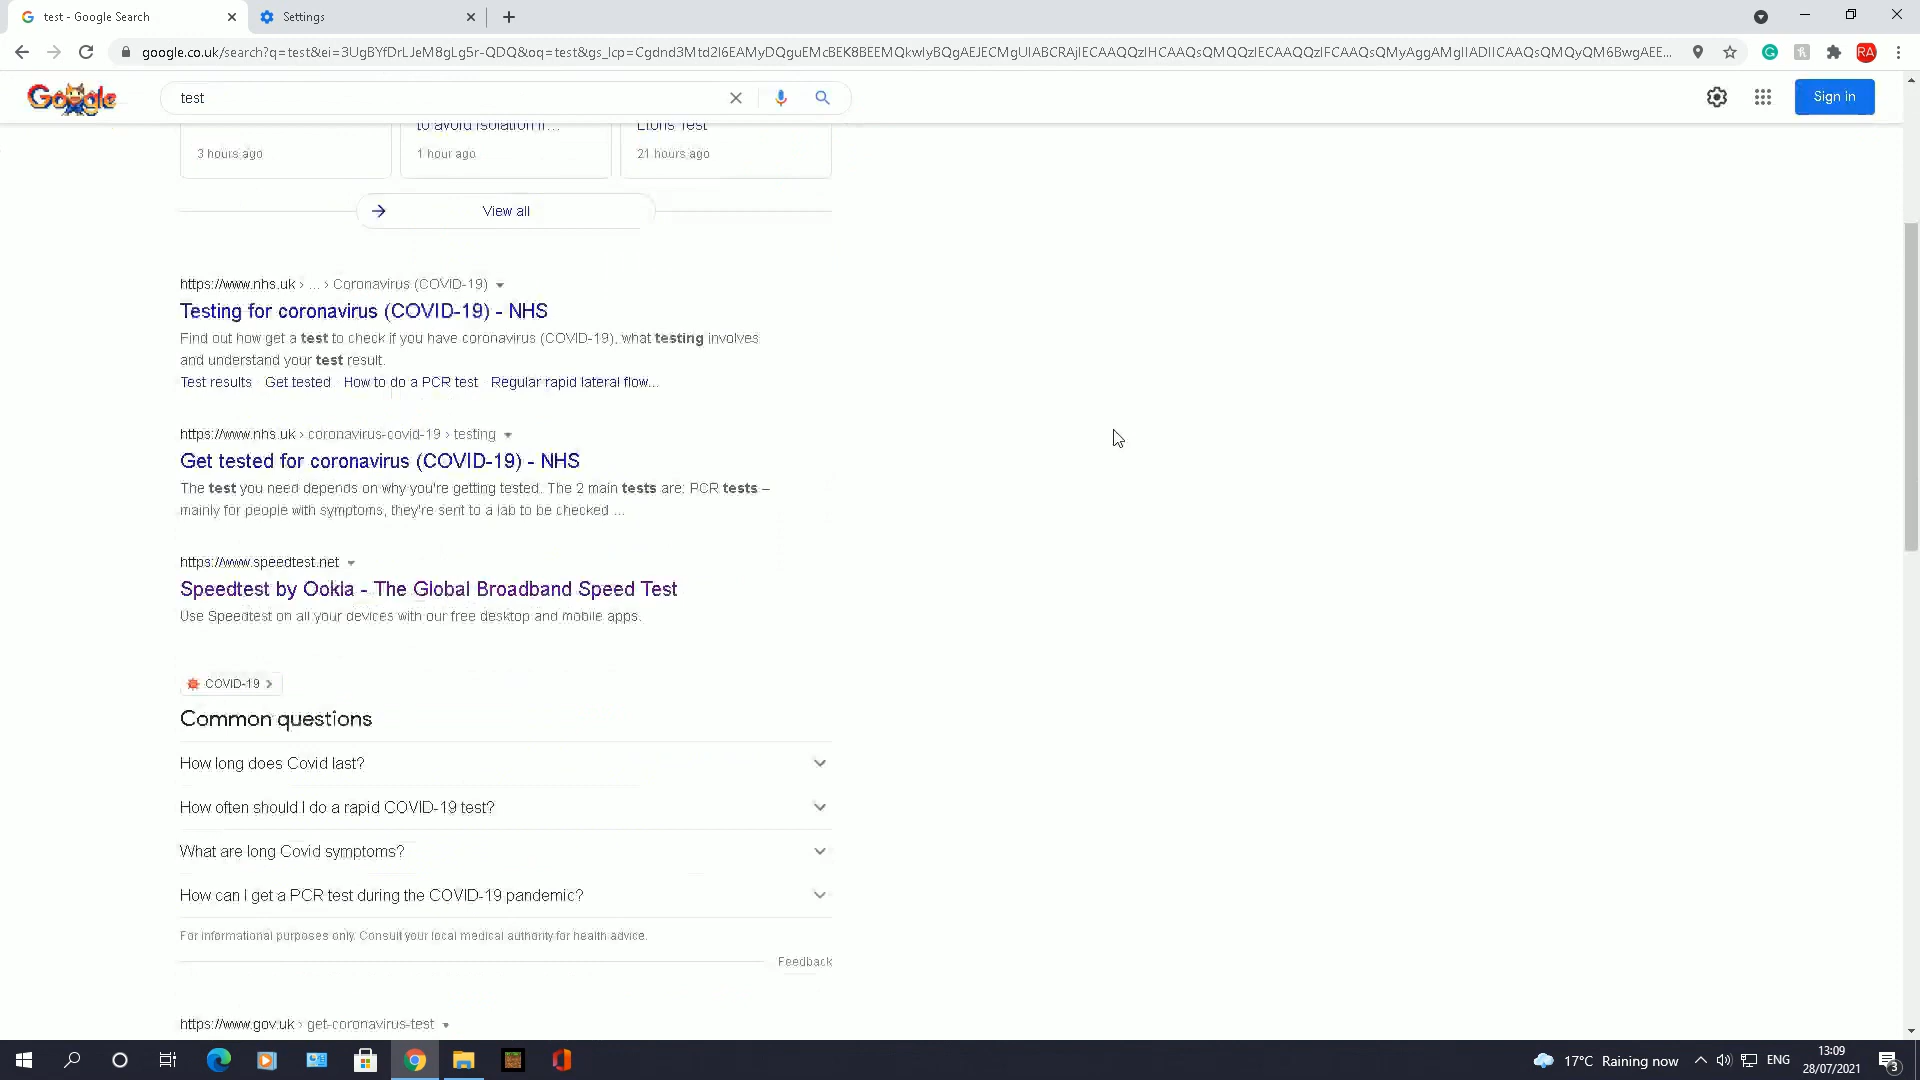 test - Google Search
Settings
google.co.uk/search?q=test&ei=3UgBYfDrLJeM8gLg5r-QDQ&oq=test&gs_lcp=Cgdnd3Mtd2l6EAMyDQguEMcBEK8BEEMQkwIyBQgAEJECMgUIABCRAjIECAAQQzIHCAAQsQMQQzIECAAQQzIFCAAQsQMyAggAMgIIADIICAAQsQMyQM6BwgAEE...
RA
Google
test
Sign in
to avoid isolation if...
Lions Test
3 hours ago
1 hour ago
21 hours ago
View all
https://www.nhs.uk › ... › Coronavirus (COVID-19)
Testing for coronavirus (COVID-19) - NHS
Find out how get a test to check if you have coronavirus (COVID-19), what testing involves
and understand your test result.
Test results · Get tested · How to do a PCR test · Regular rapid lateral flow...
https://www.nhs.uk › coronavirus-covid-19 › testing
Get tested for coronavirus (COVID-19) - NHS
The test you need depends on why you're getting tested. The 2 main tests are: PCR tests –
mainly for people with symptoms, they're sent to a lab to be checked ...
https://www.speedtest.net
Speedtest by Ookla - The Global Broadband Speed Test
Use Speedtest on all your devices with our free desktop and mobile apps.
COVID-19
Common questions
How long does Covid last?
How often should I do a rapid COVID-19 test?
What are long Covid symptoms?
How can I get a PCR test during the COVID-19 pandemic?
For informational purposes only. Consult your local medical authority for health advice.
Feedback
https://www.gov.uk › get-coronavirus-test
17°C Raining now
ENG
13:09
28/07/2021
3